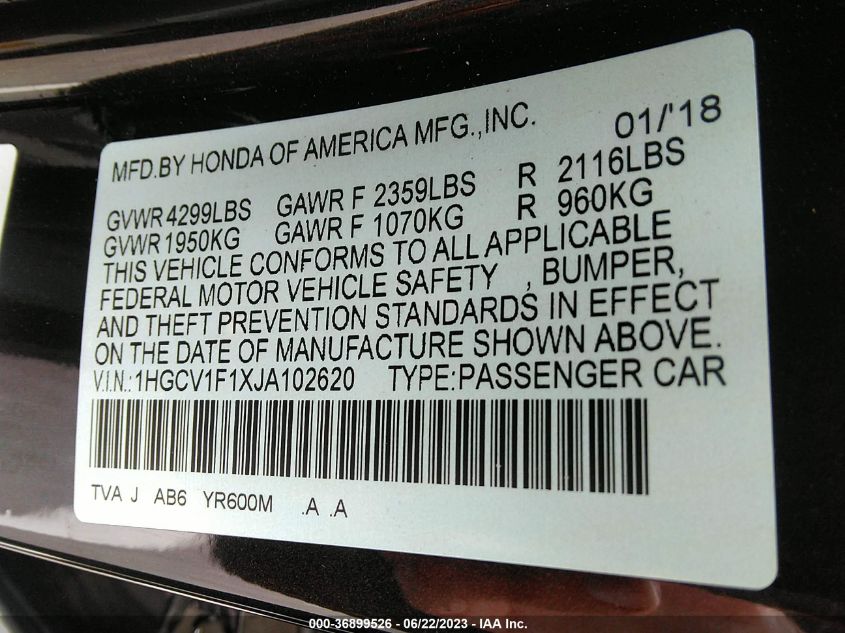 MFD.BY HONDA OF AMERICA MFG.,INC. 01/'18
GVWR 4299LBS GAWR F 2359LBS R 2116LBS
GVWR 1950KG GAWR F 1070KG R 960KG
THIS VEHICLE CONFORMS TO ALL APPLICABLE
FEDERAL MOTOR VEHICLE SAFETY , BUMPER,
AND THEFT PREVENTION STANDARDS IN EFFECT
ON THE DATE OF MANUFACTURE SHOWN ABOVE.
V.I.N.:1HGCV1F1XJA102620 TYPE:PASSENGER CAR
TVA J AB6 YR600M .A .A
000-36899526 - 06/22/2023 - IAA Inc.